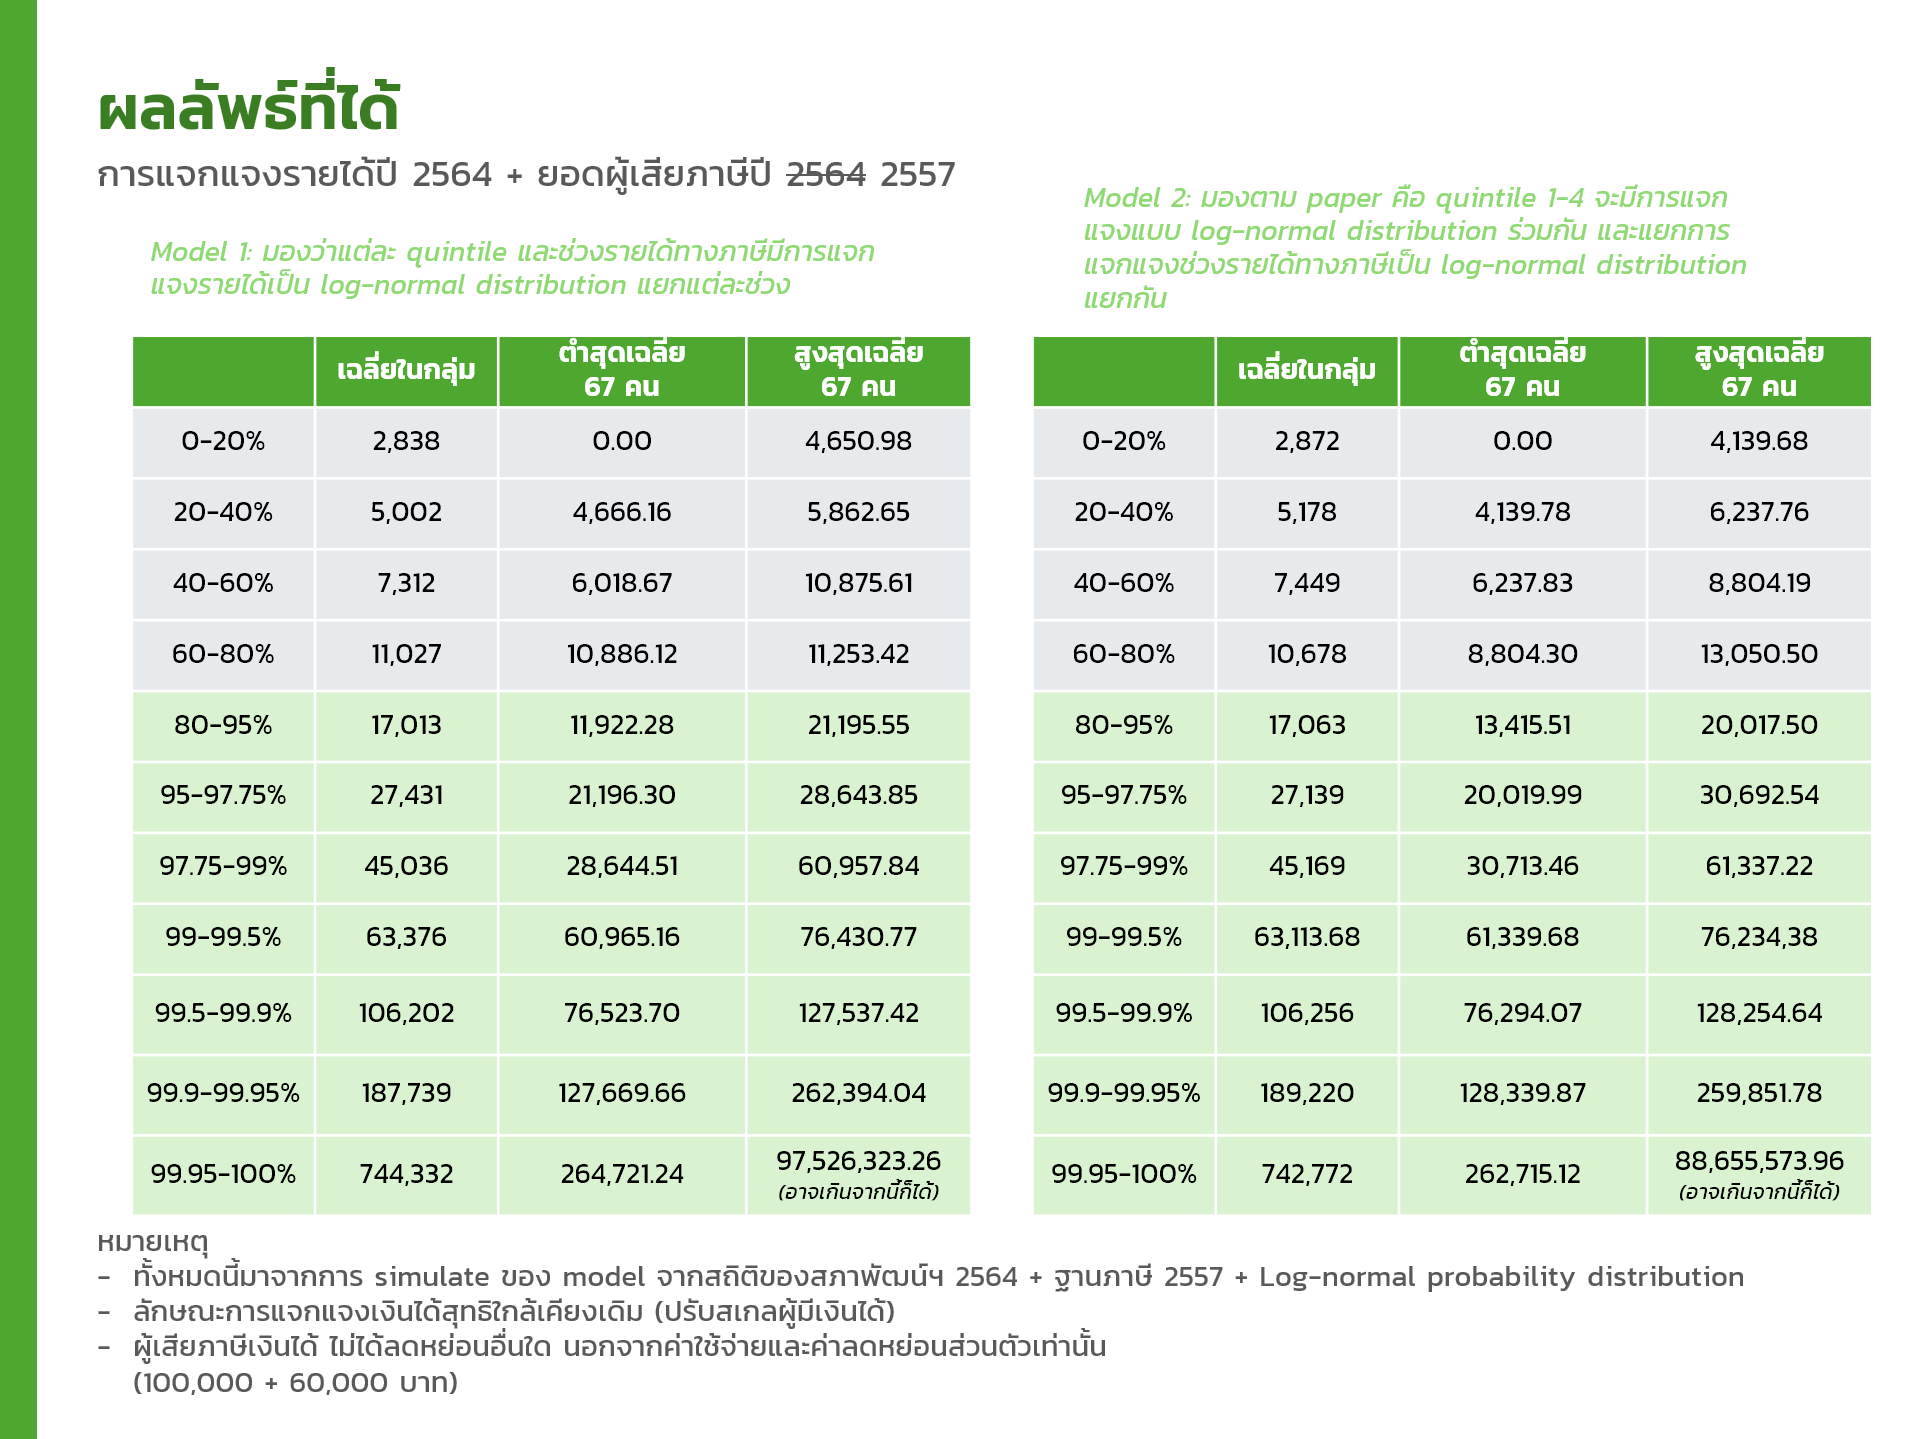 ผลลัพธ์ที่ได้
การแจกแจงรายได้ปี 2564 + ยอดผู้เสียภาษีปี 2564 2557
Model 1: มองว่าแต่ละ quintile และช่วงรายได้ทางภาษีมีการแจก
แจงรายได้เป็น log-normal distribution แยกแต่ละช่วง
Model 2: มองตาม paper คือ quintile 1-4 จะมีการแจก
แจงแบบ log-normal distribution ร่วมกัน และแยกการ
แจกแจงช่วงรายได้ทางภาษีเป็น log-normal distribution
แยกกัน
เฉลี่ยในกลุ่ม ต่ำสุดเฉลี่ย 67 คน สูงสุดเฉลี่ย 67 คน
0-20% 2,838 0.00 4,650.98
20-40% 5,002 4,666.16 5,862.65
40-60% 7,312 6,018.67 10,875.61
60-80% 11,027 10,886.12 11,253.42
80-95% 17,013 11,922.28 21,195.55
95-97.75% 27,431 21,196.30 28,643.85
97.75-99% 45,036 28,644.51 60,957.84
99-99.5% 63,376 60,965.16 76,430.77
99.5-99.9% 106,202 76,523.70 127,537.42
99.9-99.95% 187,739 127,669.66 262,394.04
99.95-100% 744,332 264,721.24 97,526,323.26
(อาจเกินจากนี้ก็ได้)
เฉลี่ยในกลุ่ม ต่ำสุดเฉลี่ย 67 คน สูงสุดเฉลี่ย 67 คน
0-20% 2,872 0.00 4,139.68
20-40% 5,178 4,139.78 6,237.76
40-60% 7,449 6,237.83 8,804.19
60-80% 10,678 8,804.30 13,050.50
80-95% 17,063 13,415.51 20,017.50
95-97.75% 27,139 20,019.99 30,692.54
97.75-99% 45,169 30,713.46 61,337.22
99-99.5% 63,113.68 61,339.68 76,234,38
99.5-99.9% 106,256 76,294.07 128,254.64
99.9-99.95% 189,220 128,339.87 259,851.78
99.95-100% 742,772 262,715.12 88,655,573.96
(อาจเกินจากนี้ก็ได้)
หมายเหตุ
- ทั้งหมดนี้มาจากการ simulate ของ model จากสถิติของสภาพัฒน์ฯ 2564 + ฐานภาษี 2557 + Log-normal probability distribution
- ลักษณะการแจกแจงเงินได้สุทธิใกล้เคียงเดิม (ปรับสเกลผู้มีเงินได้)
- ผู้เสียภาษีเงินได้ ไม่ได้ลดหย่อนอื่นใด นอกจากค่าใช้จ่ายและค่าลดหย่อนส่วนตัวเท่านั้น
(100,000 + 60,000 บาท)